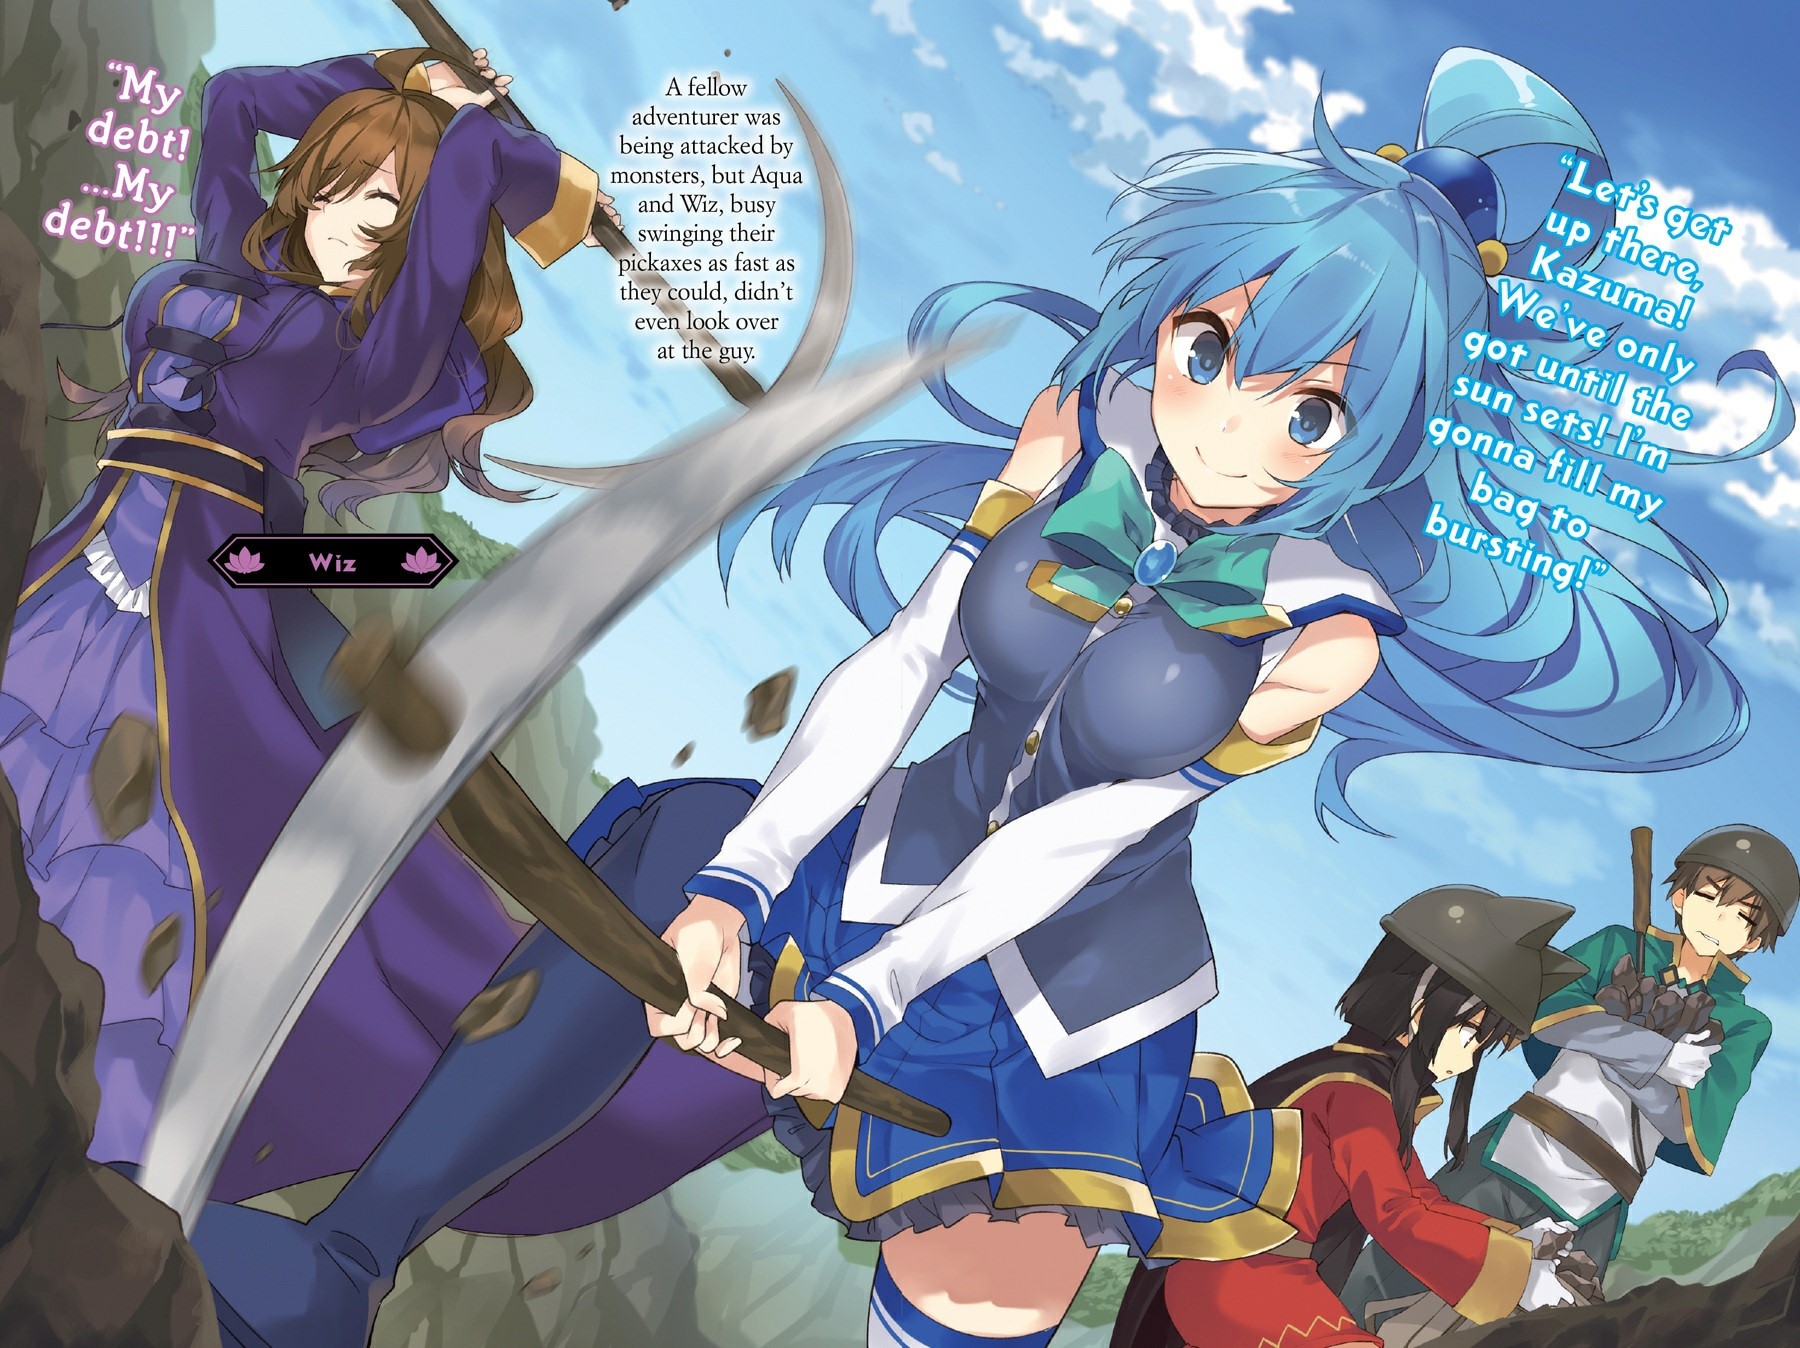 “My
debt!
...My
debt!!!”
A fellow
adventurer was
being attacked by
monsters, but Aqua
and Wiz, busy
swinging their
pickaxes as fast as
they could, didn’t
even look over
at the guy.
“Let’s get
up there,
Kazuma!
We’ve only
got until the
sun sets! I’m
gonna fill my
bag to
bursting!”
Wiz